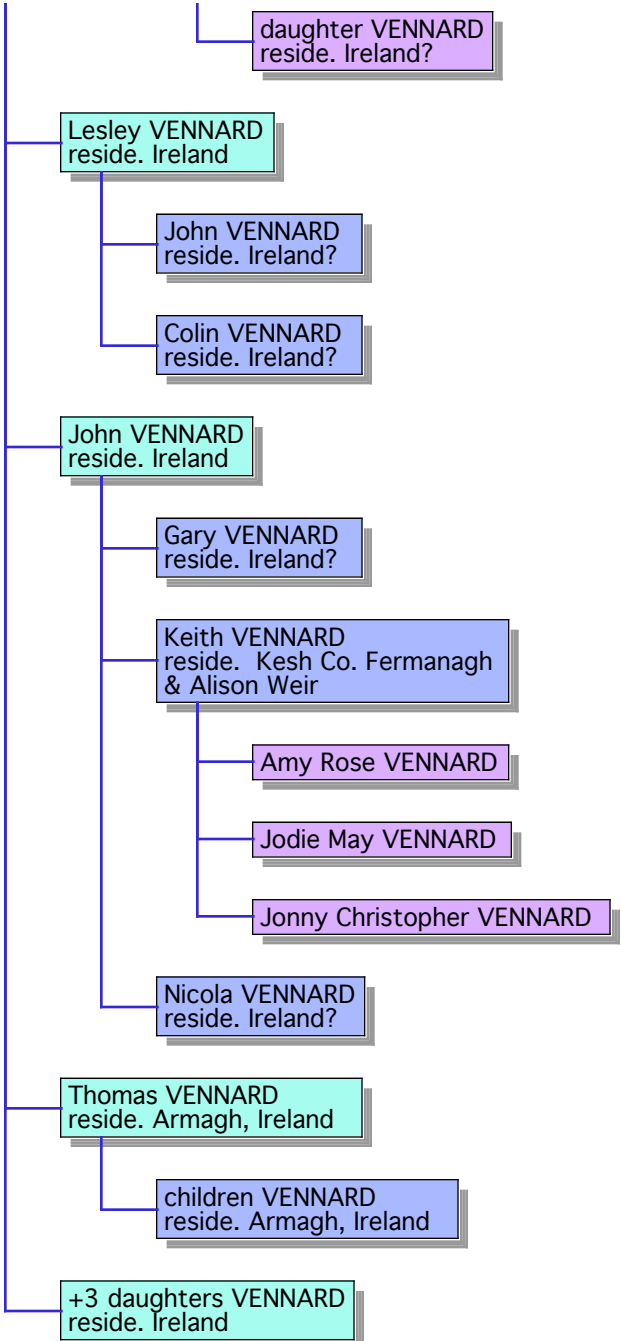 daughter VENNARD
reside. Ireland?
Lesley VENNARD
reside. Ireland
John VENNARD
reside. Ireland?
Colin VENNARD
reside. Ireland?
John VENNARD
reside. Ireland
Gary VENNARD
reside. Ireland?
Keith VENNARD
reside.  Kesh Co. Fermanagh
& Alison Weir
Amy Rose VENNARD
Jodie May VENNARD
Jonny Christopher VENNARD
Nicola VENNARD
reside. Ireland?
Thomas VENNARD
reside. Armagh, Ireland
children VENNARD
reside. Armagh, Ireland
+3 daughters VENNARD
reside. Ireland